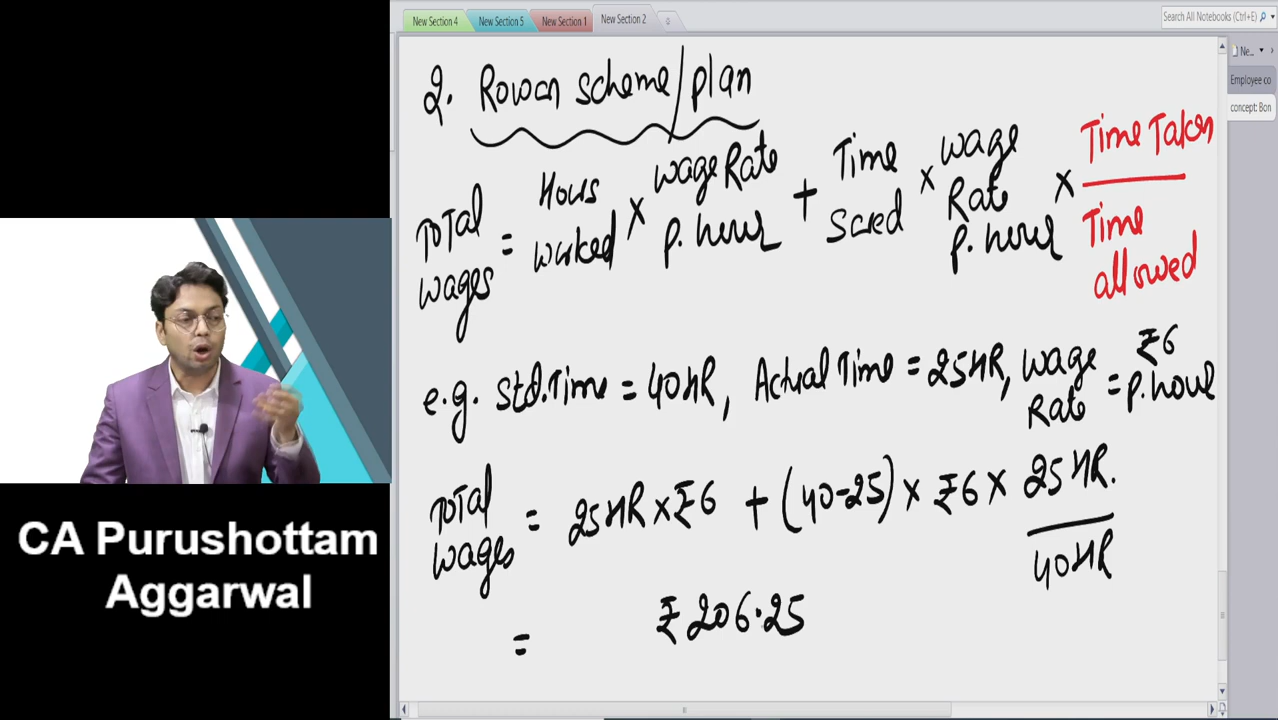 New Section 4 New Section 5 New Section 1 New Section 2
Search All Notebooks (Ctrl+E)
Ne...
Employee co
concept: Bon
2. Rowan scheme/plan
Total wages = Hours worked × wage Rate p. hour + Time saved × wage Rate p. hour × Time Taken / Time allowed
e.g. Std. Time = 40 HR, Actual Time = 25 HR, wage Rate = ₹6 p. hour
Total wages = 25 HR × ₹6 + (40-25) × ₹6 × 25 HR. / 40 HR
= ₹206.25
CA Purushottam
Aggarwal